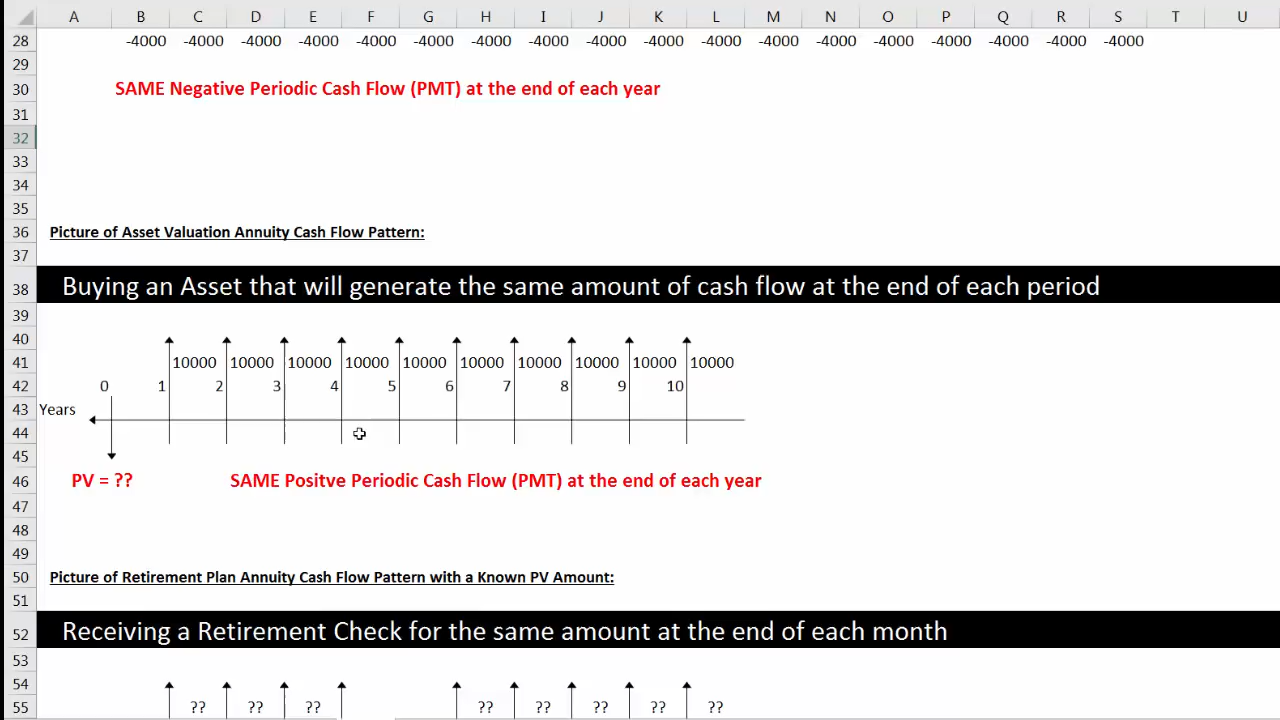 A B C D E F G H I J K L M N O P Q R S T U
28 -4000 -4000 -4000 -4000 -4000 -4000 -4000 -4000 -4000 -4000 -4000 -4000 -4000 -4000 -4000 -4000 -4000 -4000
29
30 SAME Negative Periodic Cash Flow (PMT) at the end of each year
31
32
33
34
35
36 Picture of Asset Valuation Annuity Cash Flow Pattern:
37
38 Buying an Asset that will generate the same amount of cash flow at the end of each period
39
40
41 10000 10000 10000 10000 10000 10000 10000 10000 10000 10000
42 0 1 2 3 4 5 6 7 8 9 10
43 Years
44
45
46 PV = ?? SAME Positve Periodic Cash Flow (PMT) at the end of each year
47
48
49
50 Picture of Retirement Plan Annuity Cash Flow Pattern with a Known PV Amount:
51
52 Receiving a Retirement Check for the same amount at the end of each month
53
54
55 ?? ?? ?? ?? ?? ?? ?? ??